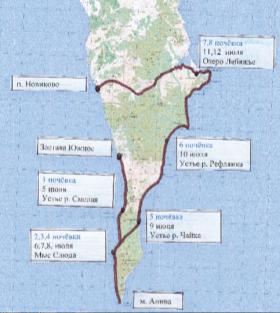 7,8 ночёвка
11,12 июля
Озеро Лебяжье
п. Новиково
6 ночёвка
10 июля
Устье р. Рефлянка
Застава Южное
1 ночёвка
5 июня
Устье р. Смелая
5 ночёвка
9 июля
Устье р. Чайка
2,3,4 ночёвки
6,7,8, июля
Мыс Слюда
м. Анива